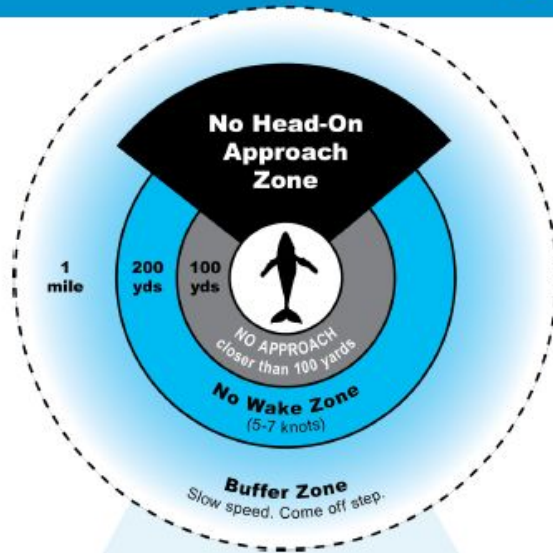 No Head-On
Approach
Zone
1
mile
200
yds
100
yds
NO APPROACH
closer than 100 yards
No Wake Zone
(5-7 knots)
Buffer Zone
Slow speed. Come off step.